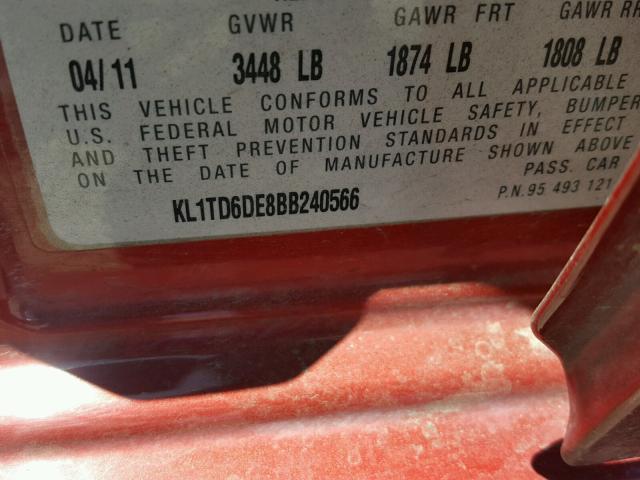 DATE GVWR GAWR FRT GAWR RR
04/11 3448 LB 1874 LB 1808 LB
THIS VEHICLE CONFORMS TO ALL APPLICABLE
U.S. FEDERAL MOTOR VEHICLE SAFETY, BUMPER
AND THEFT PREVENTION STANDARDS IN EFFECT
ON THE DATE OF MANUFACTURE SHOWN ABOVE
PASS. CAR
KL1TD6DE8BB240566
P.N. 95 493 121